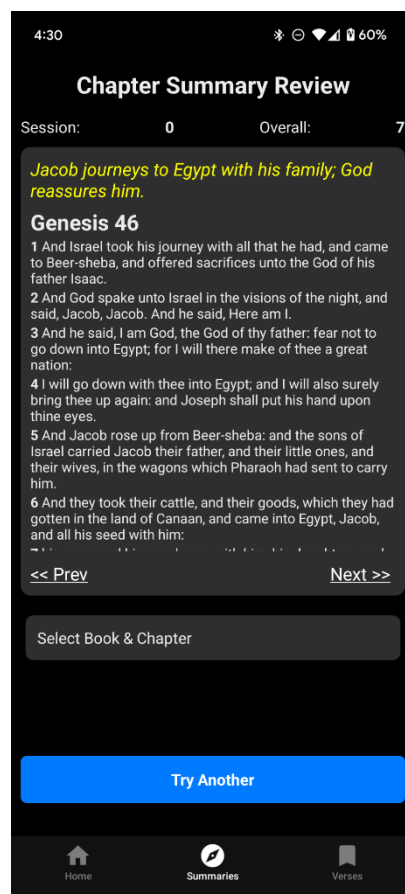 4:30 60%
Chapter Summary Review
Session: 0 Overall: 7
Jacob journeys to Egypt with his family; God
reassures him.
Genesis 46
1 And Israel took his journey with all that he had, and came
to Beer-sheba, and offered sacrifices unto the God of his
father Isaac.
2 And God spake unto Israel in the visions of the night, and
said, Jacob, Jacob. And he said, Here am I.
3 And he said, I am God, the God of thy father: fear not to
go down into Egypt; for I will there make of thee a great
nation:
4 I will go down with thee into Egypt; and I will also surely
bring thee up again: and Joseph shall put his hand upon
thine eyes.
5 And Jacob rose up from Beer-sheba: and the sons of
Israel carried Jacob their father, and their little ones, and
their wives, in the wagons which Pharaoh had sent to carry
him.
6 And they took their cattle, and their goods, which they had
gotten in the land of Canaan, and came into Egypt, Jacob,
and all his seed with him:
<< Prev Next >>
Select Book & Chapter
Try Another
Home Summaries Verses